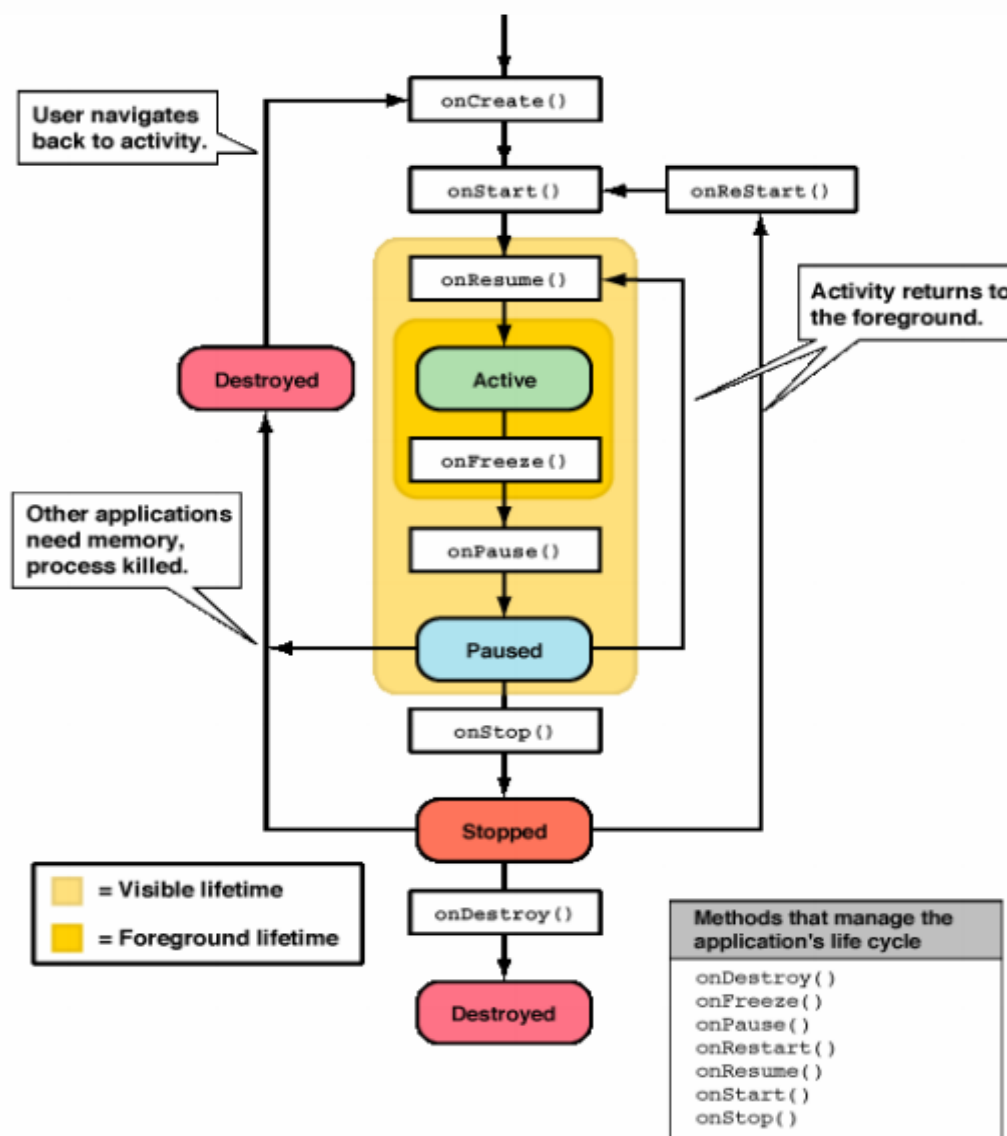 onCreate()
User navigates
back to activity.
onStart()
onReStart()
onResume()
Activity returns to
the foreground.
Destroyed
Active
onFreeze()
Other applications
need memory,
process killed.
onPause()
Paused
onStop()
Stopped
= Visible lifetime
= Foreground lifetime
onDestroy()
Destroyed
Methods that manage the
application's life cycle
onDestroy()
onFreeze()
onPause()
onRestart()
onResume()
onStart()
onStop()